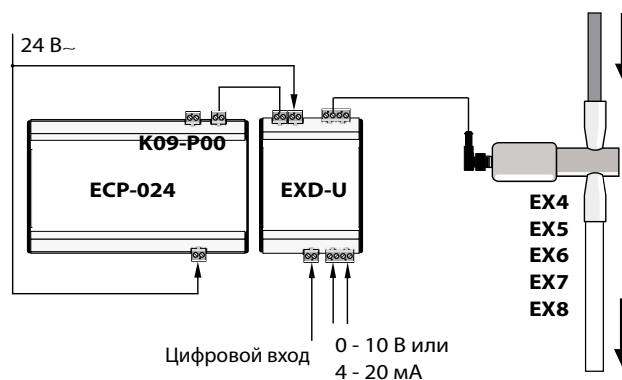 24 В~
K09-P00
ECP-024
EXD-U
EX4
EX5
EX6
EX7
EX8
Цифровой вход
0 - 10 В или
4 - 20 мА